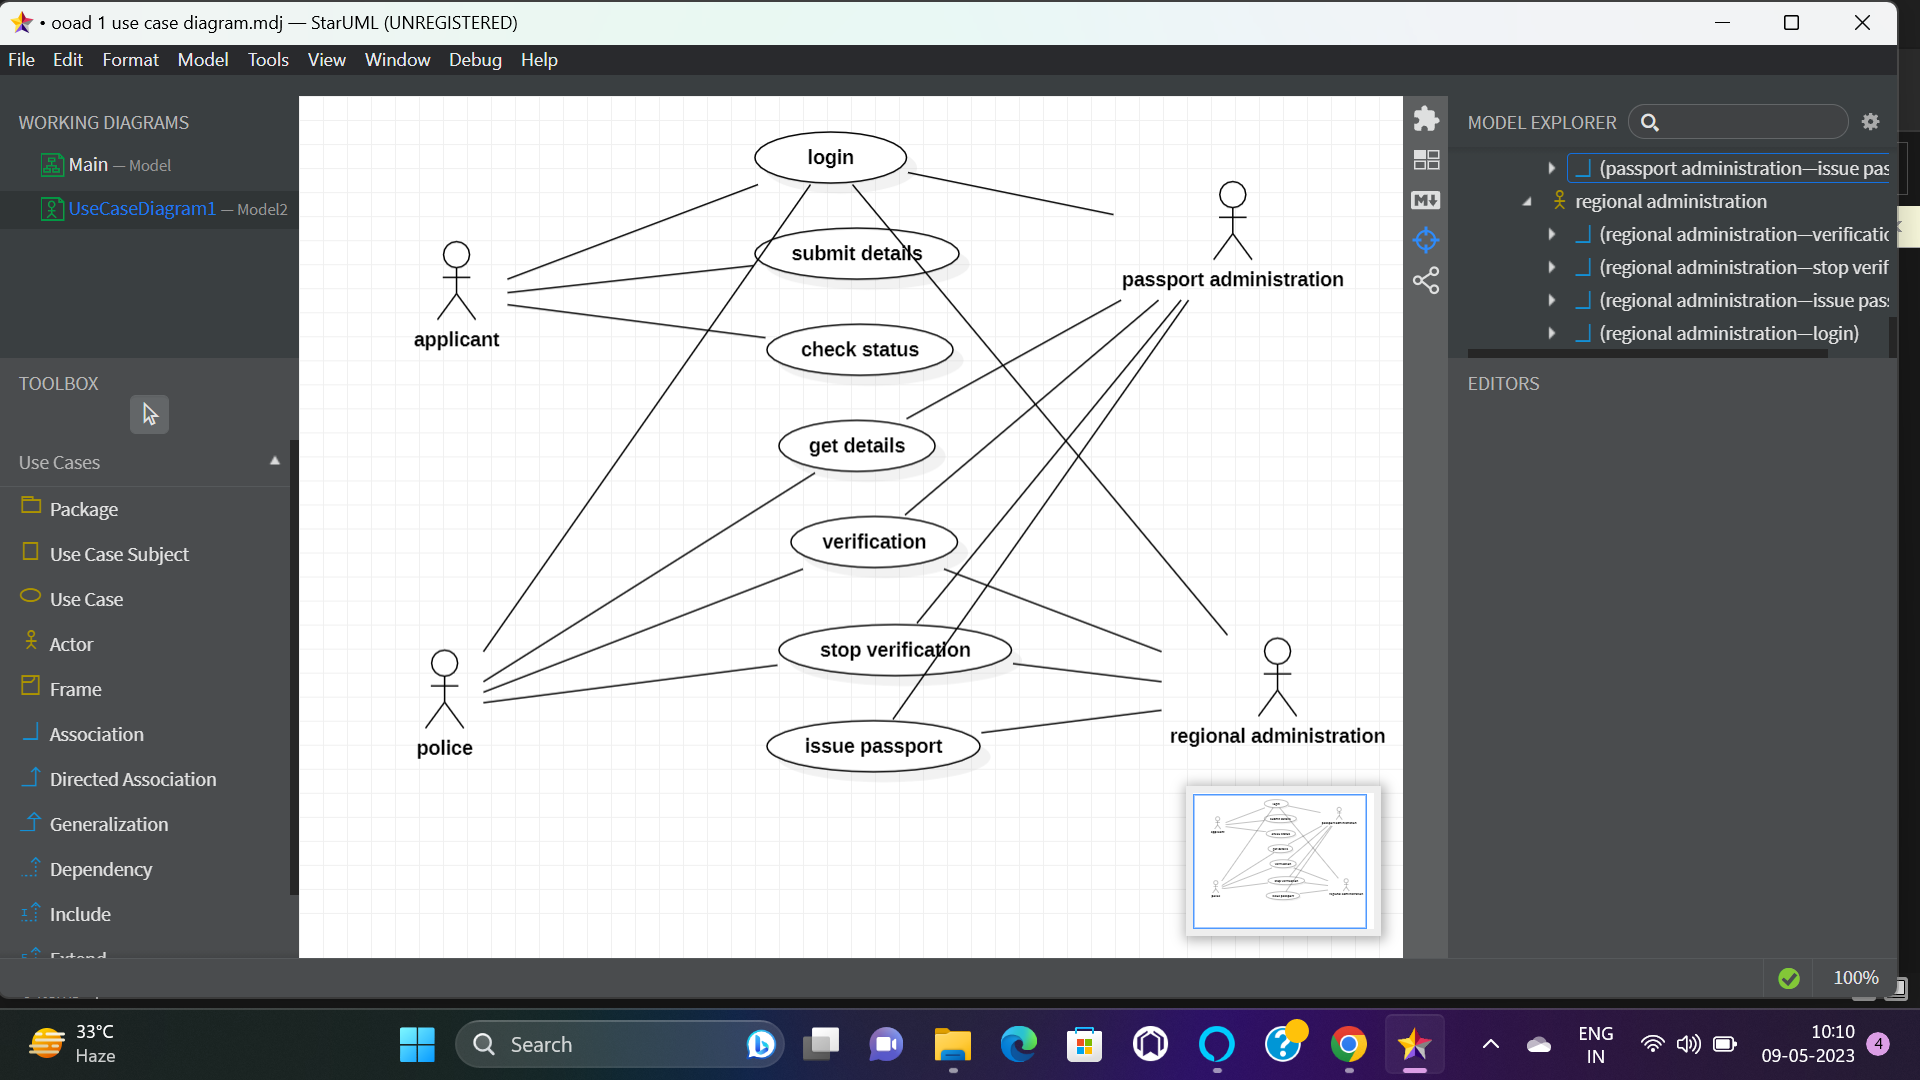 • ooad 1 use case diagram.mdj — StarUML (UNREGISTERED)
File Edit Format Model Tools View Window Debug Help
WORKING DIAGRAMS
Main — Model
UseCaseDiagram1 — Model2
TOOLBOX
Use Cases
Package
Use Case Subject
Use Case
Actor
Frame
Association
Directed Association
Generalization
Dependency
Include
Extend
login
submit details
check status
get details
verification
stop verification
issue passport
applicant
police
passport administration
regional administration
MODEL EXPLORER
(passport administration—issue pas
regional administration
(regional administration—verificatic
(regional administration—stop verif
(regional administration—issue pas
(regional administration—login)
EDITORS
100%
33°C
Haze
Search
ENG
IN
10:10
09-05-2023
4